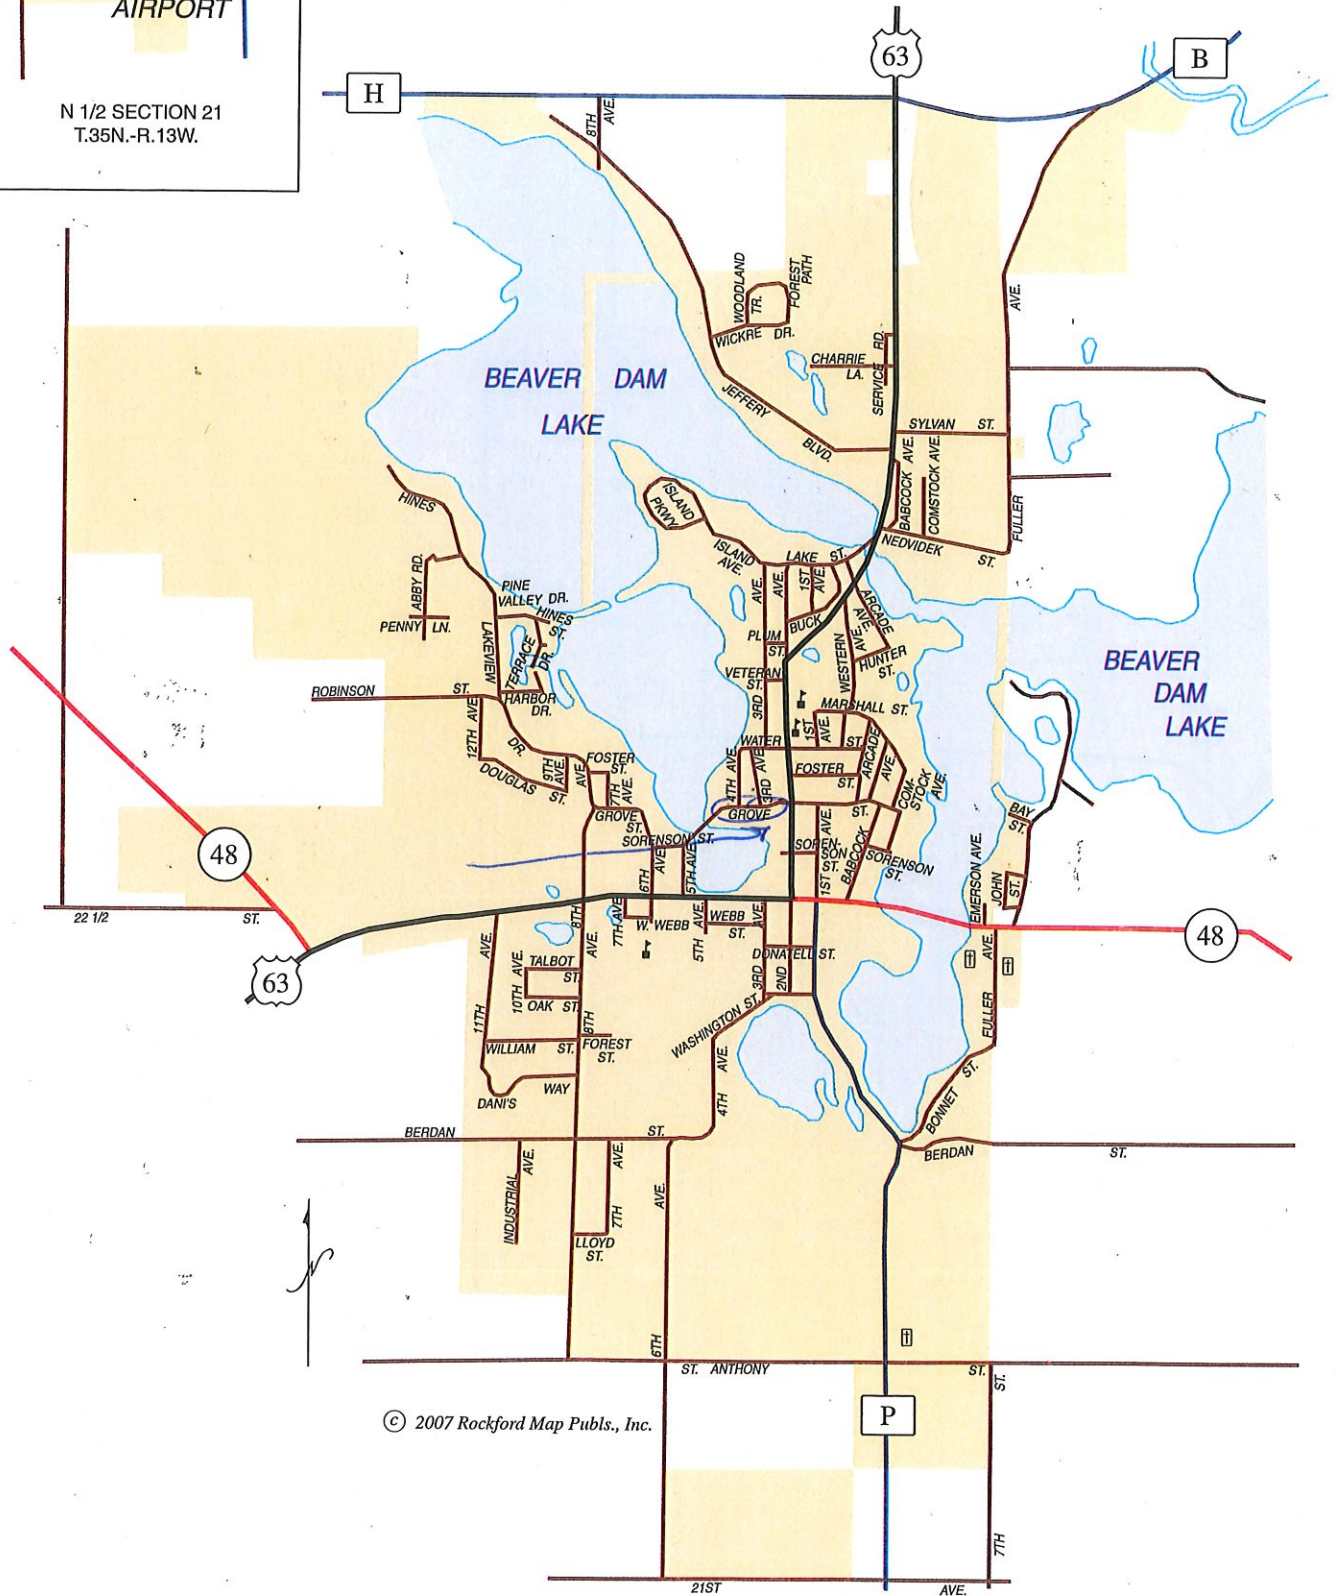 AIRPORT
N 1/2 SECTION 21
T.35N.-R.13W.
63
B
H
8TH AVE.
WOODLAND TR.
FOREST PATH
WICKRE DR.
AVE.
CHARRIE LA.
SERVICE RD.
BEAVER DAM
LAKE
JEFFERY BLVD.
SYLVAN ST.
BABCOCK AVE.
COMSTOCK AVE.
FULLER
HINES
ISLAND PKWY
NEDVIDEK ST.
ISLAND AVE.
LAKE ST.
ABBY RD.
PINE VALLEY DR.
HINES ST.
AVE.
AVE.
1ST AVE.
ARCADE AVE.
PENNY LN.
LAKEVIEW
TERRACE DR.
BUCK
PLUM ST.
WESTERN AVE.
HUNTER ST.
BEAVER
DAM
LAKE
VETERAN ST.
ROBINSON ST.
HARBOR DR.
3RD
MARSHALL ST.
12TH AVE.
DR.
1ST AVE.
WATER ST.
ARCADE AVE.
FOSTER ST.
9TH AVE.
AVE.
DOUGLAS ST.
7TH AVE.
4TH AVE.
3RD AVE.
FOSTER ST.
COM-
STOCK
AVE.
GROVE ST.
GROVE
ST.
BAY ST.
48
SORENSON ST.
6TH AVE.
5TH AVE.
SOREN-
SON
ST.
1ST AVE.
BABCOCK
SORENSON ST.
EMERSON AVE.
JOHN ST.
22 1/2 ST.
8TH AVE.
7TH AVE.
W. WEBB
5TH AVE.
WEBB ST.
AVE.
48
63
11TH AVE.
10TH AVE.
TALBOT ST.
OAK ST.
DONATELL ST.
3RD
2ND
FULLER AVE.
WASHINGTON ST.
8TH
WILLIAM ST.
FOREST ST.
DANI'S WAY
4TH AVE.
BONNET ST.
BERDAN ST.
BERDAN ST.
INDUSTRIAL AVE.
7TH AVE.
AVE.
LLOYD ST.
N
6TH
ST. ANTHONY ST.
ST.
© 2007 Rockford Map Publs., Inc.
P
7TH
21ST AVE.